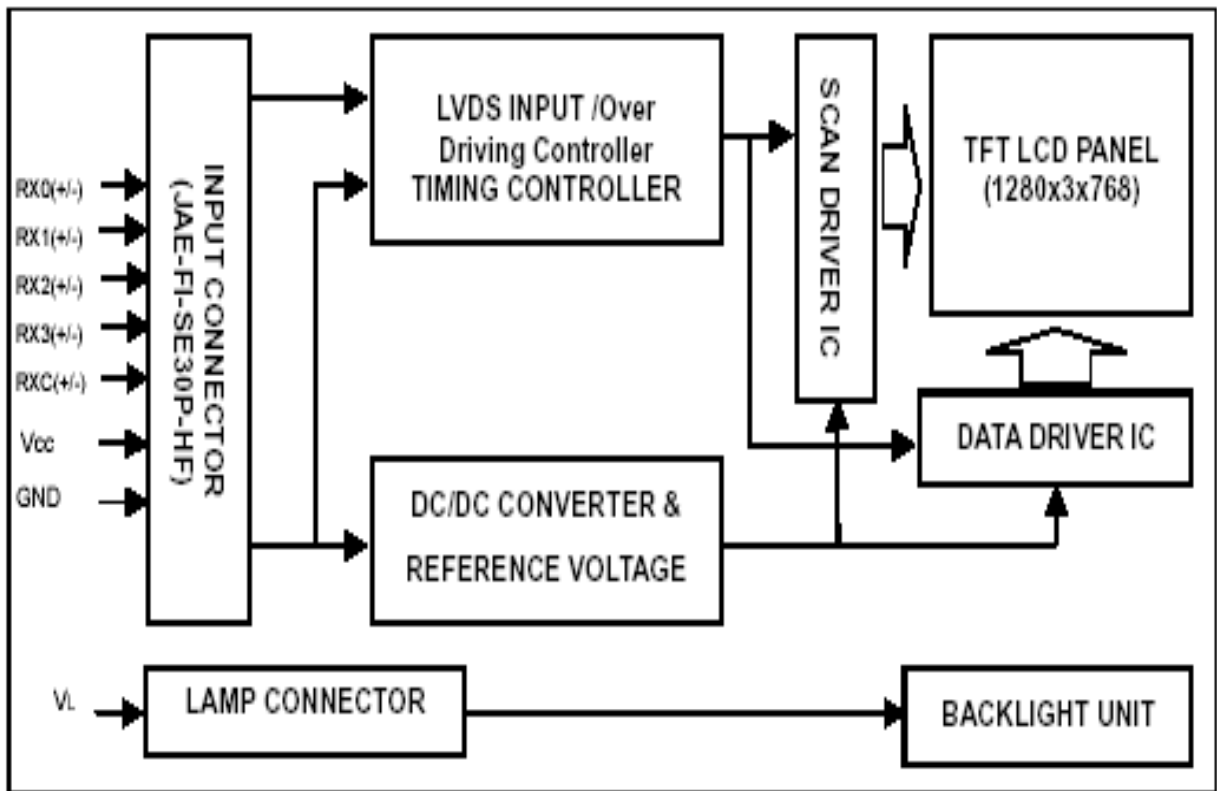 RX0(+/-)
RX1(+/-)
RX2(+/-)
RX3(+/-)
RXC(+/-)
Vcc
GND
INPUT CONNECTOR
(JAE-FI-SE30P-HIF)
LVDS INPUT /Over
Driving Controller
TIMING CONTROLLER
DC/DC CONVERTER &
REFERENCE VOLTAGE
SCAN DRIVER IC
TFT LCD PANEL
(1280x3x768)
DATA DRIVER IC
VL
LAMP CONNECTOR
BACKLIGHT UNIT